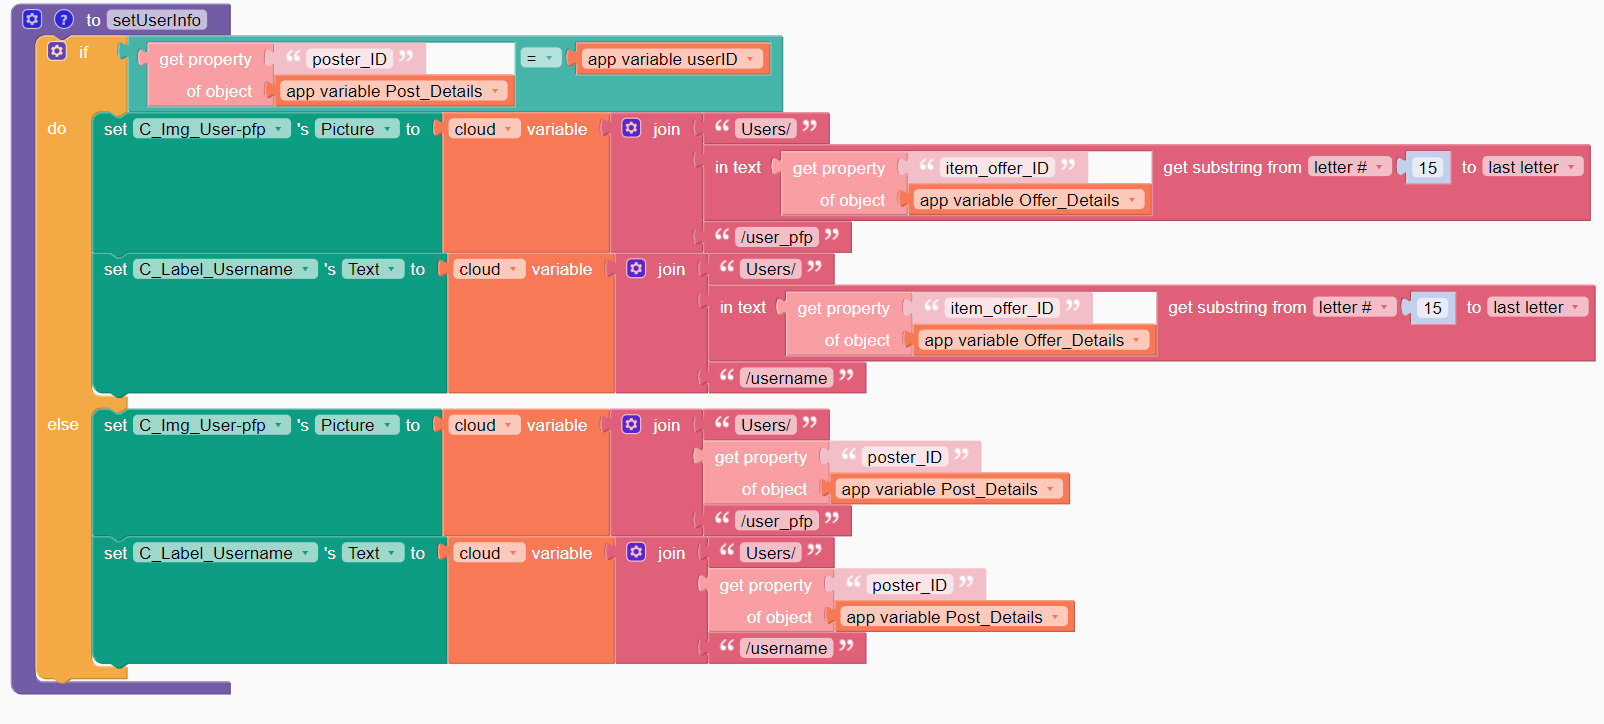 to setUserInfo
if get property “ poster_ID ” = app variable userID
of object app variable Post_Details
do set C_Img_User-pfp 's Picture to cloud variable join “ Users/ ”
in text get property “ item_offer_ID ” get substring from letter # 15 to last letter
of object app variable Offer_Details
“ /user_pfp ”
set C_Label_Username 's Text to cloud variable join “ Users/ ”
in text get property “ item_offer_ID ” get substring from letter # 15 to last letter
of object app variable Offer_Details
“ /username ”
else set C_Img_User-pfp 's Picture to cloud variable join “ Users/ ”
get property “ poster_ID ”
of object app variable Post_Details
“ /user_pfp ”
set C_Label_Username 's Text to cloud variable join “ Users/ ”
get property “ poster_ID ”
of object app variable Post_Details
“ /username ”